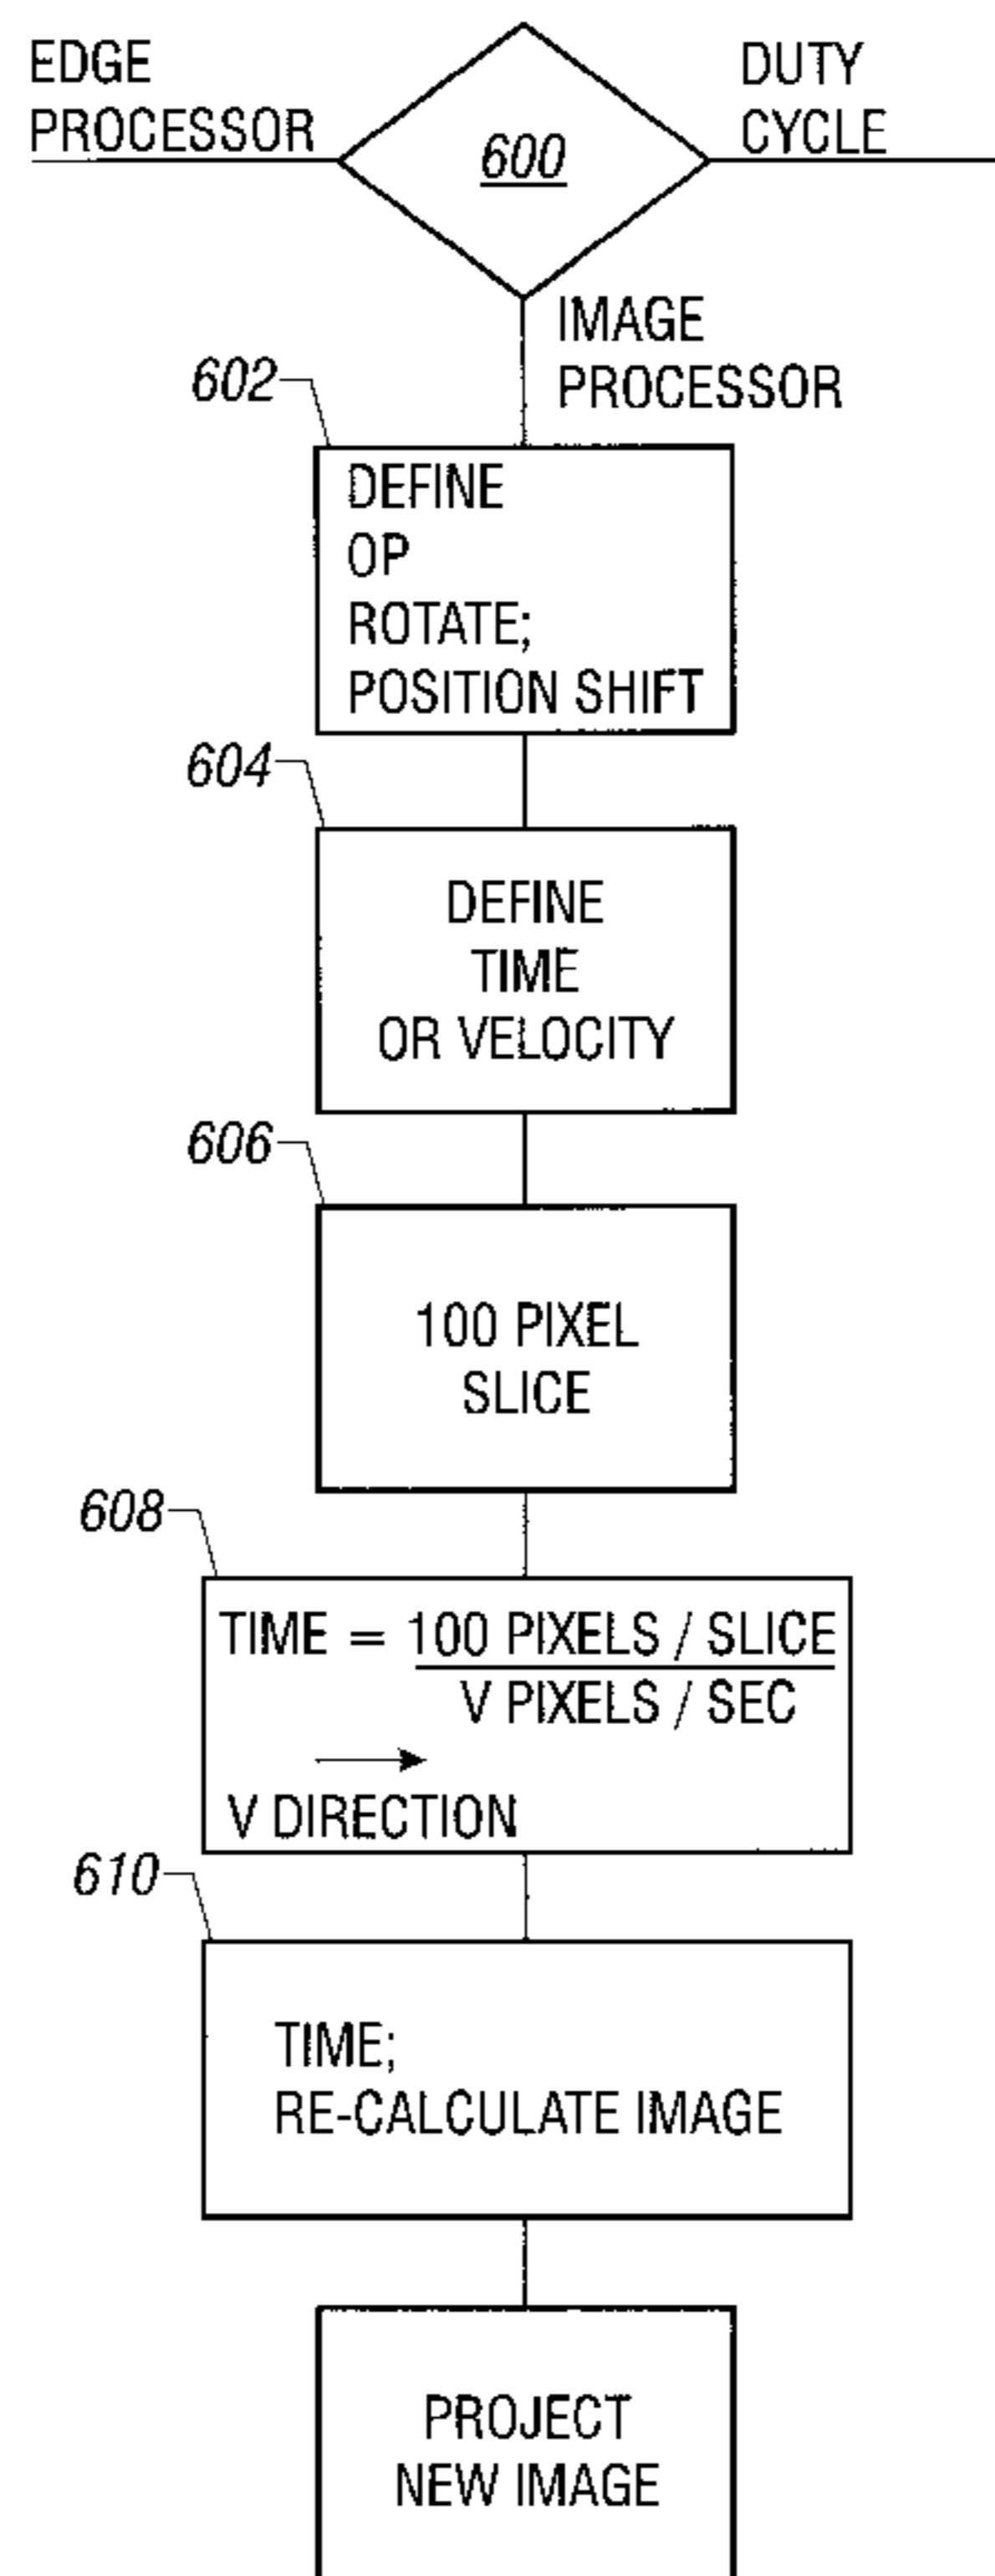 EDGE
PROCESSOR
600
DUTY
CYCLE
IMAGE
PROCESSOR
602
DEFINE
OP
ROTATE;
POSITION SHIFT
604
DEFINE
TIME
OR VELOCITY
606
100 PIXEL
SLICE
608
TIME = 100 PIXELS / SLICE
V PIXELS / SEC
V DIRECTION
610
TIME;
RE-CALCULATE IMAGE
PROJECT
NEW IMAGE